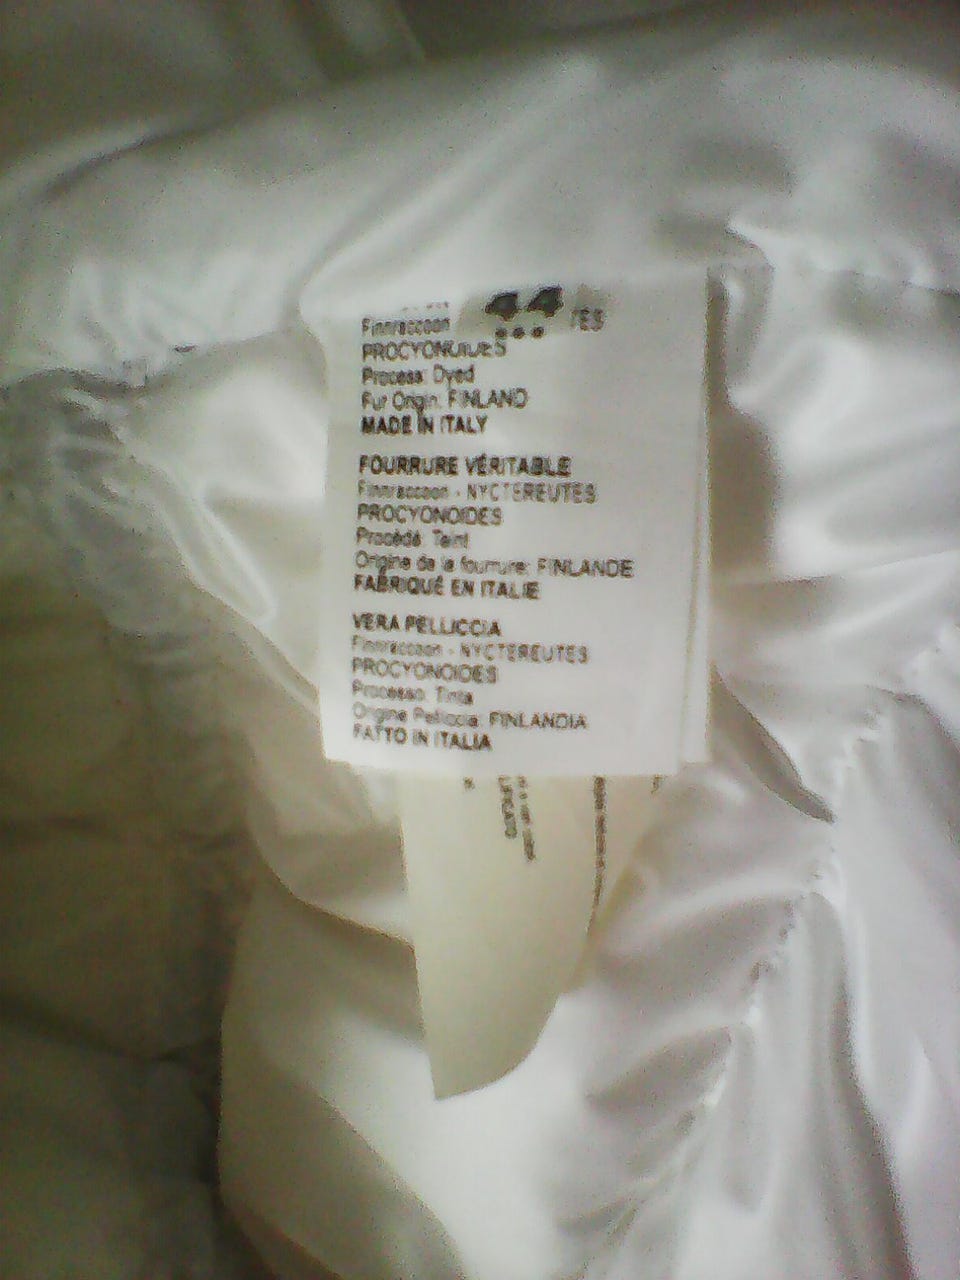 44
Finnraccoon TES
PROCYONOIDES
Process: Dyed
Fur Origin: FINLAND
MADE IN ITALY
FOURRURE VÉRITABLE
Finnraccoon - NYCTEREUTES
PROCYONOIDES
Procédé: Teint
Origine de la fourrure: FINLANDE
FABRIQUÉ EN ITALIE
VERA PELLICCIA
Finnraccoon - NYCTEREUTES
PROCYONOIDES
Processo: Tinta
Origine Pelliccia: FINLANDIA
FATTO IN ITALIA